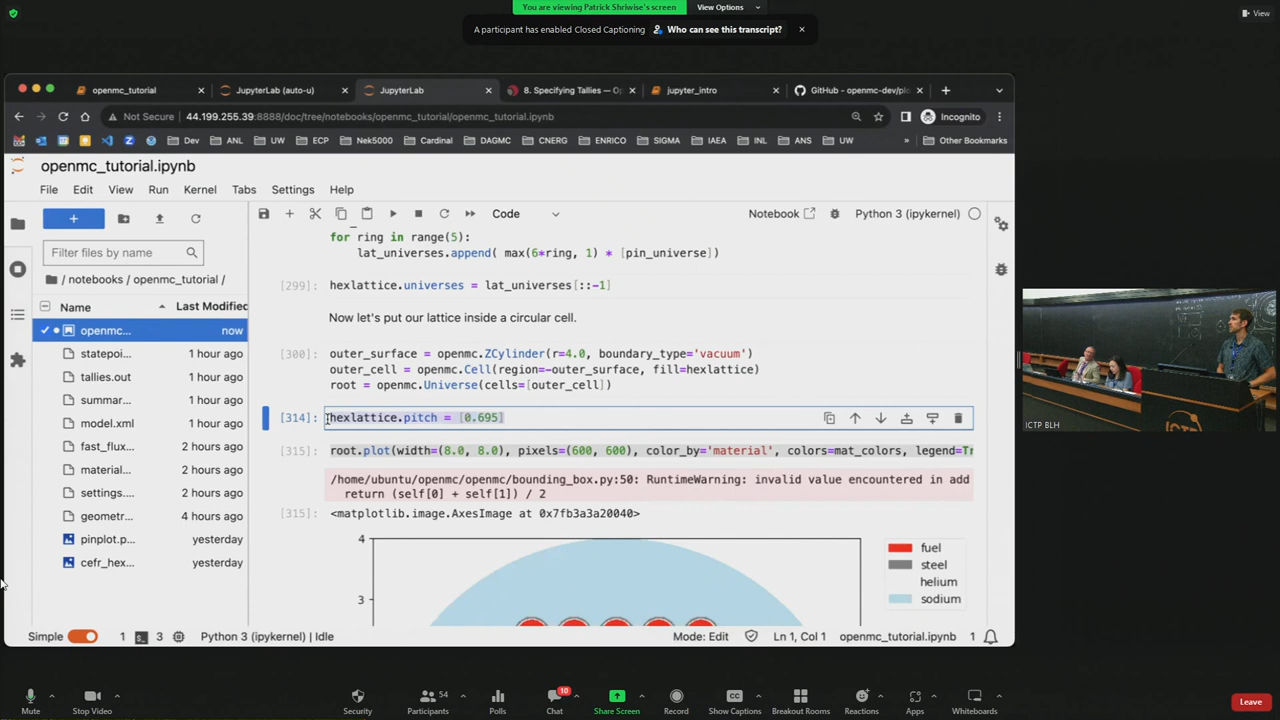 You are viewing Patrick Shriwise's screen
View Options
View
A participant has enabled Closed Captioning
Who can see this transcript?
openmc_tutorial
JupyterLab (auto-u)
JupyterLab
8. Specifying Tallies — O
jupyter_intro
GitHub - openmc-dev/plo
Not Secure
44.199.255.39:8888/doc/tree/notebooks/openmc_tutorial/openmc_tutorial.ipynb
Incognito
Dev
ANL
UW
ECP
Nek5000
Cardinal
DAGMC
CNERG
ENRICO
SIGMA
IAEA
INL
ANS
UW
»
Other Bookmarks
openmc_tutorial.ipynb
File
Edit
View
Run
Kernel
Tabs
Settings
Help
Code
Notebook
Python 3 (ipykernel)
Filter files by name
/ notebooks / openmc_tutorial /
Name
Last Modified
openmc...
now
statepoi...
1 hour ago
tallies.out
1 hour ago
summar...
1 hour ago
model.xml
1 hour ago
fast_flux...
2 hours ago
material...
2 hours ago
settings....
2 hours ago
geometr...
4 hours ago
pinplot.p...
yesterday
cefr_hex...
yesterday
for ring in range(5):
lat_universes.append( max(6*ring, 1) * [pin_universe])
[299]: hexlattice.universes = lat_universes[::-1]
Now let's put our lattice inside a circular cell.
[300]: outer_surface = openmc.ZCylinder(r=4.0, boundary_type='vacuum')
outer_cell = openmc.Cell(region=-outer_surface, fill=hexlattice)
root = openmc.Universe(cells=[outer_cell])
[314]: hexlattice.pitch = [0.695]
[315]: root.plot(width=(8.0, 8.0), pixels=(600, 600), color_by='material', colors=mat_colors, legend=Tr
/home/ubuntu/openmc/openmc/bounding_box.py:50: RuntimeWarning: invalid value encountered in add
return (self[0] + self[1]) / 2
[315]: <matplotlib.image.AxesImage at 0x7fb3a3a20040>
4
3
fuel
steel
helium
sodium
Simple
1
3
Python 3 (ipykernel) | Idle
Mode: Edit
Ln 1, Col 1
openmc_tutorial.ipynb
1
ICTP BLH
Mute
Stop Video
Security
54
Participants
Polls
10
Chat
Share Screen
Record
CC
Show Captions
Breakout Rooms
Reactions
Apps
Whiteboards
Leave